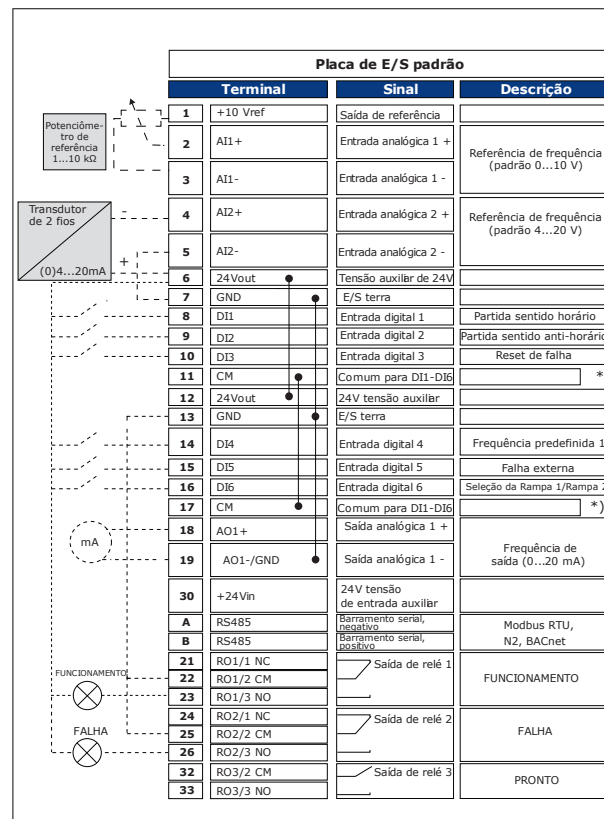 Placa de E/S padrão
Terminal Sinal Descrição
1 +10 Vref Saída de referência
Potenciôme-
tro de
referência
1...10 kΩ
2 AI1+ Entrada analógica 1 +
3 AI1- Entrada analógica 1 -
Referência de frequência
(padrão 0...10 V)
Transdutor
de 2 fios
(0)4...20mA
-
+
4 AI2+ Entrada analógica 2 +
5 AI2- Entrada analógica 2 -
Referência de frequência
(padrão 4...20 V)
6 24Vout Tensão auxiliar de 24V
7 GND E/S terra
8 DI1 Entrada digital 1 Partida sentido horário
9 DI2 Entrada digital 2 Partida sentido anti-horário
10 DI3 Entrada digital 3 Reset de falha
11 CM Comum para DI1-DI6 *
12 24Vout 24V tensão auxiliar
13 GND E/S terra
14 DI4 Entrada digital 4 Frequência predefinida 1
15 DI5 Entrada digital 5 Falha externa
16 DI6 Entrada digital 6 Seleção da Rampa 1/Rampa 2
17 CM Comum para DI1-DI6 *)
mA
18 AO1+ Saída analógica 1 +
19 AO1-/GND Saída analógica 1 -
Frequência de
saída (0...20 mA)
30 +24Vin 24V tensão
de entrada auxiliar
A RS485 Barramento serial,
negativo
B RS485 Barramento serial,
positivo
Modbus RTU,
N2, BACnet
21 RO1/1 NC Saída de relé 1
22 RO1/2 CM
23 RO1/3 NO
FUNCIONAMENTO
FUNCIONAMENTO
24 RO2/1 NC Saída de relé 2
25 RO2/2 CM
26 RO2/3 NO
FALHA
FALHA
32 RO3/2 CM Saída de relé 3
33 RO3/3 NO
PRONTO